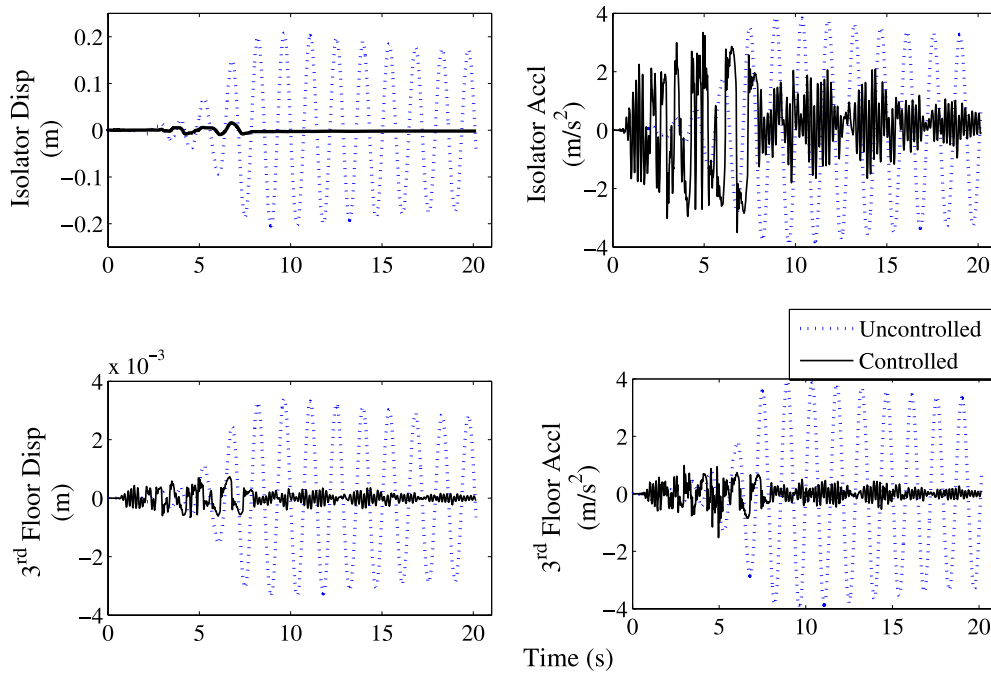 0.2
0.1
0
−0.1
−0.2
Isolator Disp
(m)
0 5 10 15 20
4
2
0
−2
−4
Isolator Accl
(m/s²)
0 5 10 15 20
Uncontrolled
Controlled
x 10⁻³
4
2
0
−2
−4
3ʳᵈ Floor Disp
(m)
0 5 10 15 20
4
2
0
−2
−4
3ʳᵈ Floor Accl
(m/s²)
0 5 10 15 20
Time (s)